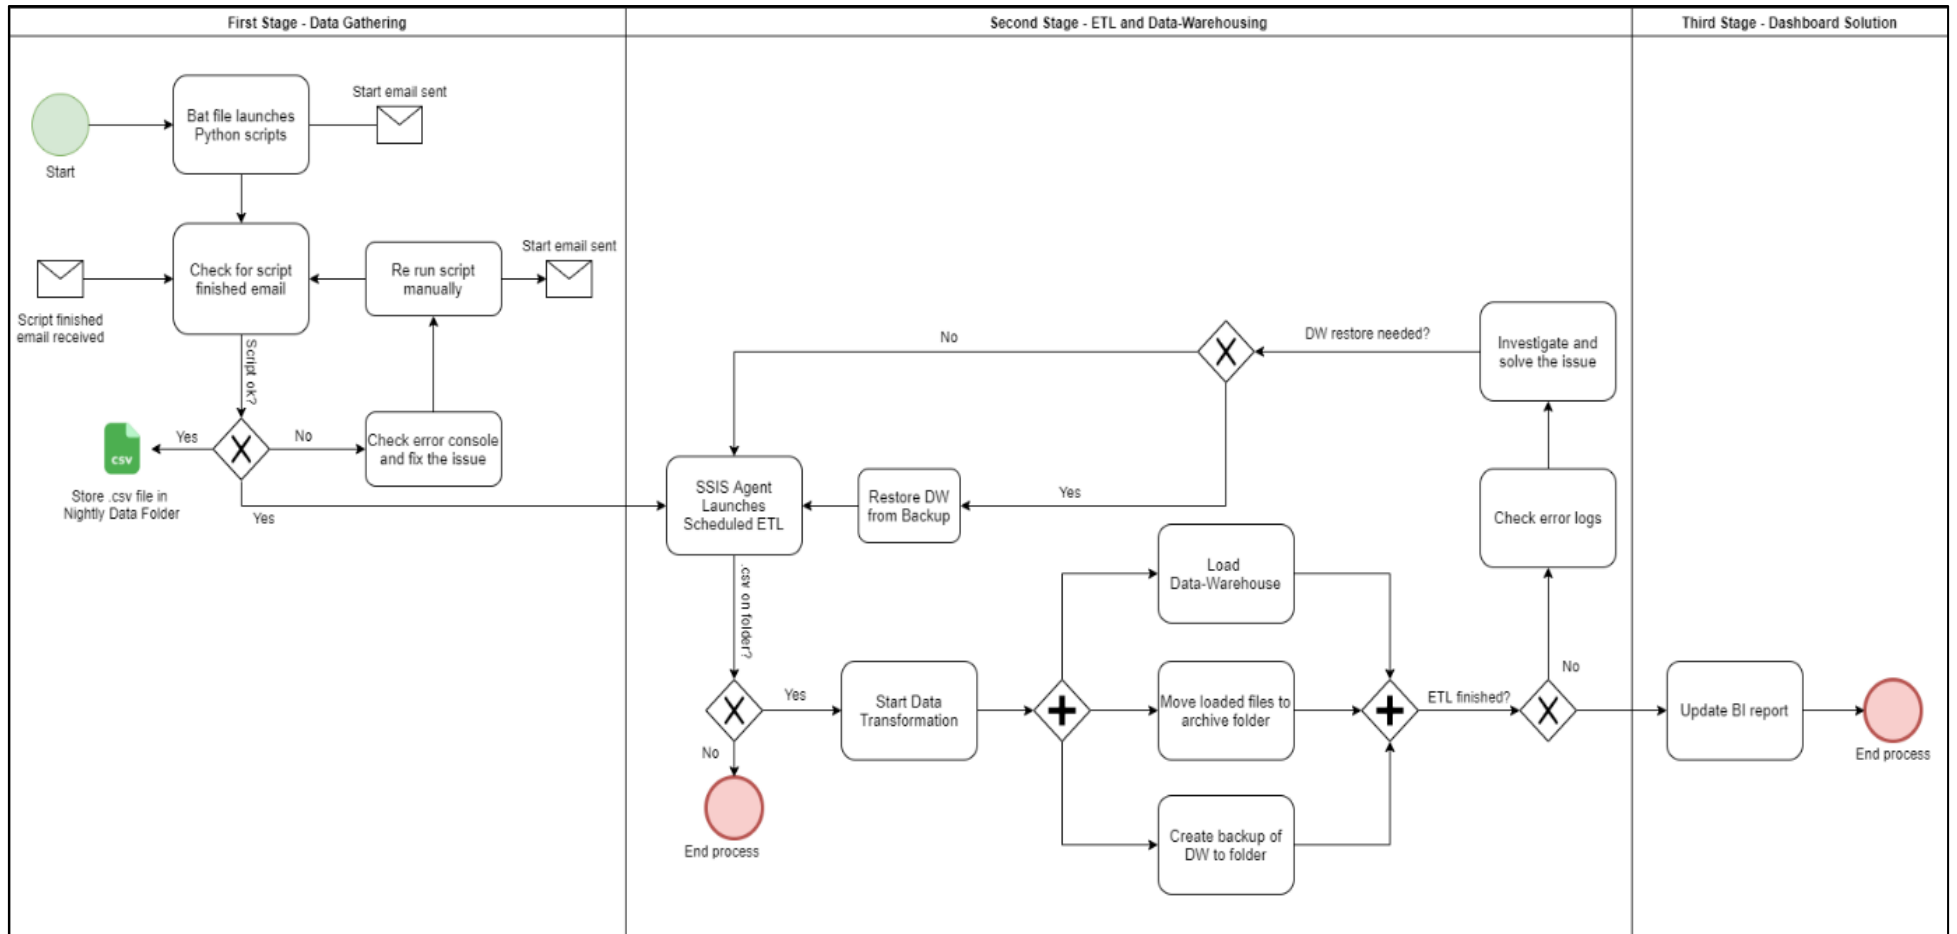 First Stage - Data Gathering
Second Stage - ETL and Data-Warehousing
Third Stage - Dashboard Solution
Start
Bat file launches
Python scripts
Start email sent
Script finished
email received
Check for script
finished email
Re run script
manually
Start email sent
Script ok?
Yes
No
Check error console
and fix the issue
csv
Store .csv file in
Nightly Data Folder
Yes
SSIS Agent
Launches
Scheduled ETL
No
DW restore needed?
Investigate and
solve the issue
Yes
Restore DW
from Backup
Check error logs
.csv on folder?
Yes
No
End process
Start Data
Transformation
Load
Data-Warehouse
Move loaded files to
archive folder
Create backup of
DW to folder
ETL finished?
No
Update BI report
End process